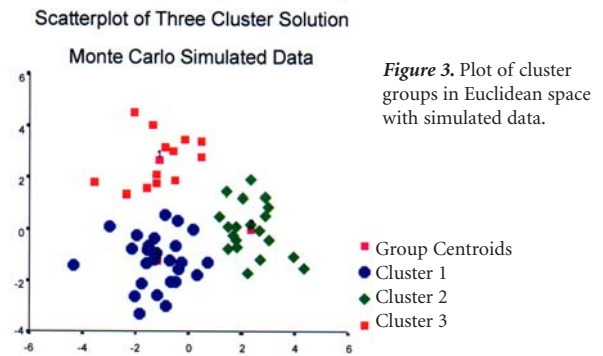 Scatterplot of Three Cluster Solution
Monte Carlo Simulated Data
Figure 3. Plot of cluster
groups in Euclidean space
with simulated data.
6
4
2
0
-2
-4
-6
-4
-2
0
2
4
6
Group Centroids
Cluster 1
Cluster 2
Cluster 3